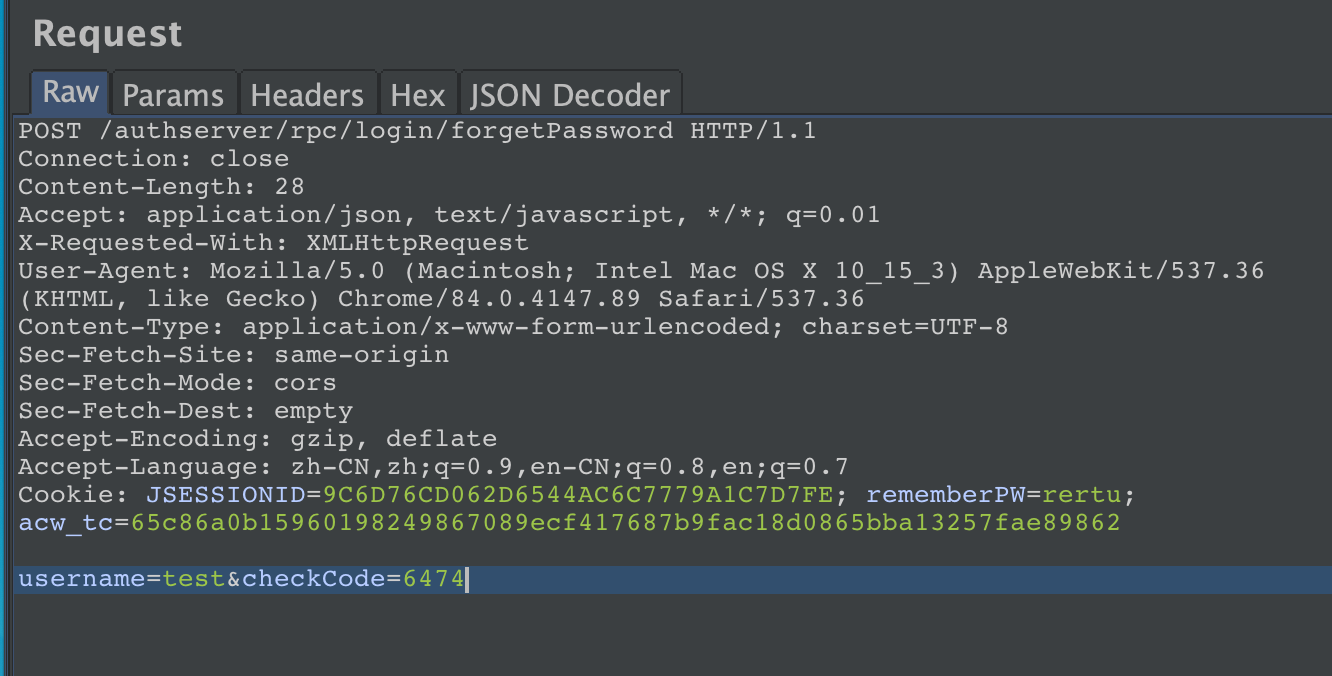 Request
Raw Params Headers Hex JSON Decoder
POST /authserver/rpc/login/forgetPassword HTTP/1.1
Connection: close
Content-Length: 28
Accept: application/json, text/javascript, */*; q=0.01
X-Requested-With: XMLHttpRequest
User-Agent: Mozilla/5.0 (Macintosh; Intel Mac OS X 10_15_3) AppleWebKit/537.36
(KHTML, like Gecko) Chrome/84.0.4147.89 Safari/537.36
Content-Type: application/x-www-form-urlencoded; charset=UTF-8
Sec-Fetch-Site: same-origin
Sec-Fetch-Mode: cors
Sec-Fetch-Dest: empty
Accept-Encoding: gzip, deflate
Accept-Language: zh-CN,zh;q=0.9,en-CN;q=0.8,en;q=0.7
Cookie: JSESSIONID=9C6D76CD062D6544AC6C7779A1C7D7FE; rememberPW=rertu;
acw_tc=65c86a0b15960198249867089ecf417687b9fac18d0865bba13257fae89862
username=test&checkCode=6474